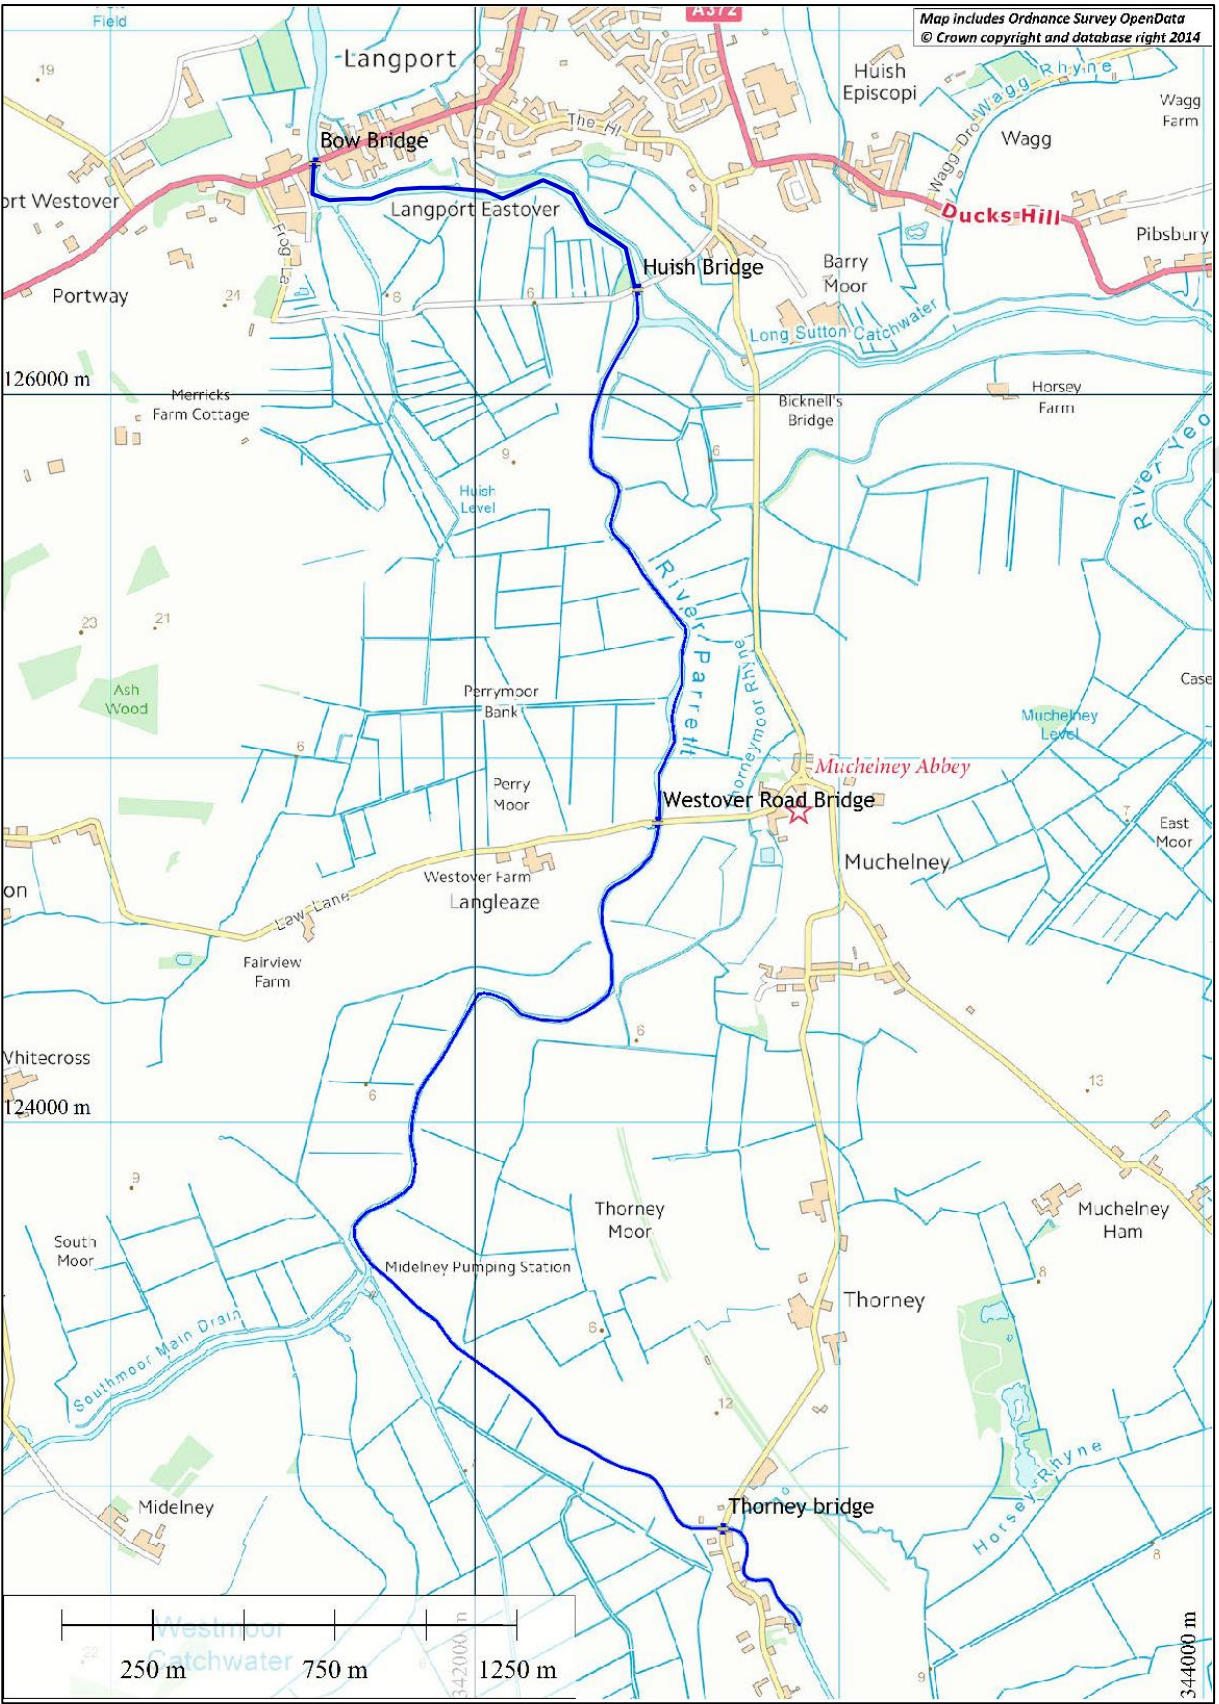 Field
A372
Map includes Ordnance Survey OpenData
© Crown copyright and database right 2014
19
Langport
Huish
Episcopi
Wagg Rhyne
Wagg
Farm
The Hl
Wagg Dro
Wagg
Bow Bridge
ort Westover
Langport Eastover
Ducks Hill
Pibsbury
Frog La
Huish Bridge
Barry
Moor
Portway
21
6
6
Long Sutton Catchwater
126000 m
Merricks
Farm Cottage
Bicknell's
Bridge
Horsey
Farm
River Yeo
9
6
Huish
Level
River Parrett
23
21
horneymoor Rhyne
Ash
Wood
Perrymoor
Bank
Case
Muchelney
Level
6
Muchelney Abbey
Perry
Moor
Westover Road Bridge
7
East
Moor
Westover Farm
Muchelney
on
Law Lane
Langleaze
Fairview
Farm
6
Whitecross
6
13
124000 m
9
Thorney
Moor
Muchelney
Ham
South
Moor
Midelney Pumping Station
8
Thorney
6
Southmoor Main Drain
12
Horsey Rhyne
Midelney
Thorney bridge
8
Westmoor
Catchwater
22
6
250 m
750 m
1250 m
342000 m
9
344000 m